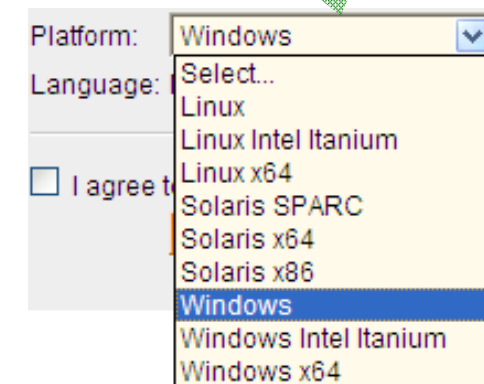 Platform: Windows
Language:
Select...
Linux
Linux Intel Itanium
Linux x64
I agree
Solaris SPARC
Solaris x64
Solaris x86
Windows
Windows Intel Itanium
Windows x64